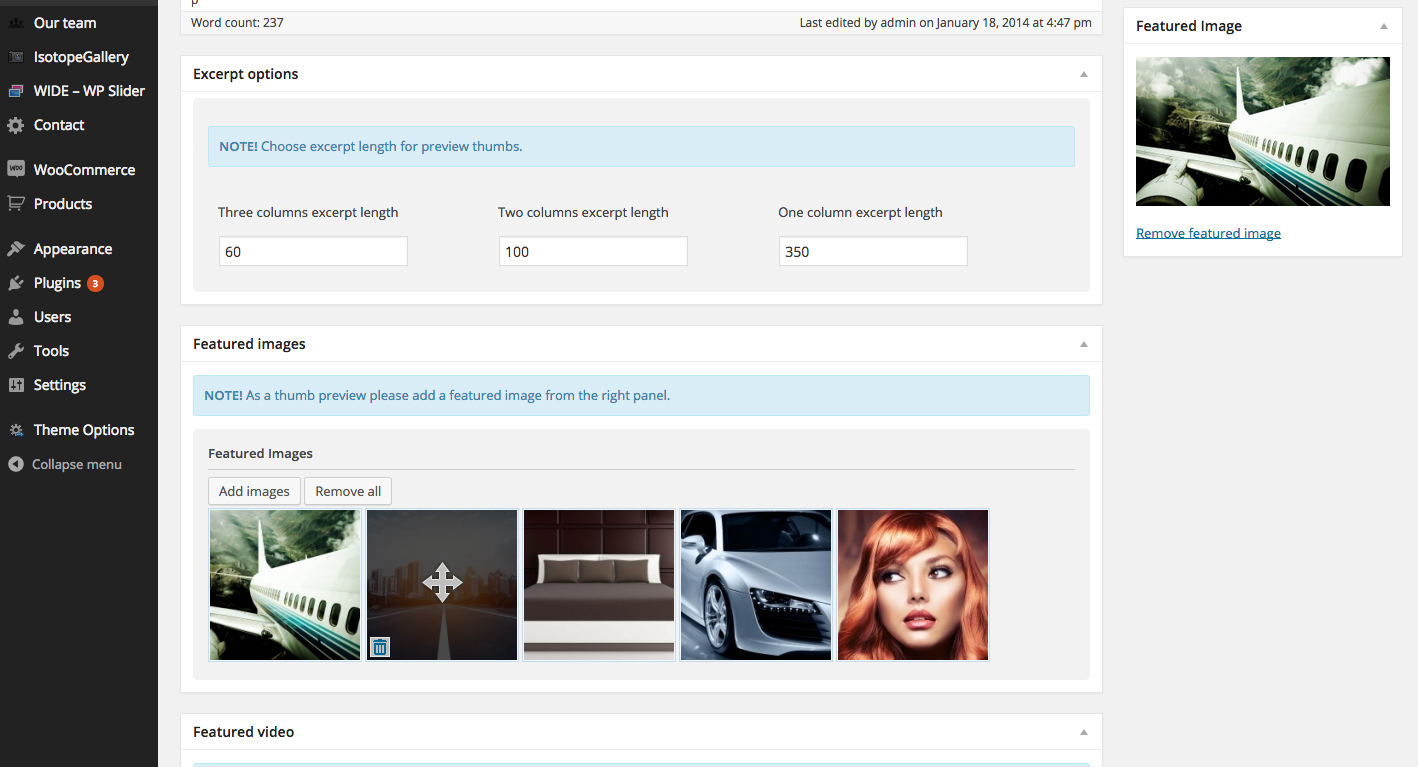 Our team
IsotopeGallery
WIDE – WP Slider
Contact
WOO
WooCommerce
Products
Appearance
Plugins 3
Users
Tools
Settings
Theme Options
Collapse menu
p
Word count: 237
Last edited by admin on January 18, 2014 at 4:47 pm
Excerpt options
NOTE! Choose excerpt length for preview thumbs.
Three columns excerpt length
Two columns excerpt length
One column excerpt length
60
100
350
Featured images
NOTE! As a thumb preview please add a featured image from the right panel.
Featured Images
Add images
Remove all
Featured video
Featured Image
Remove featured image